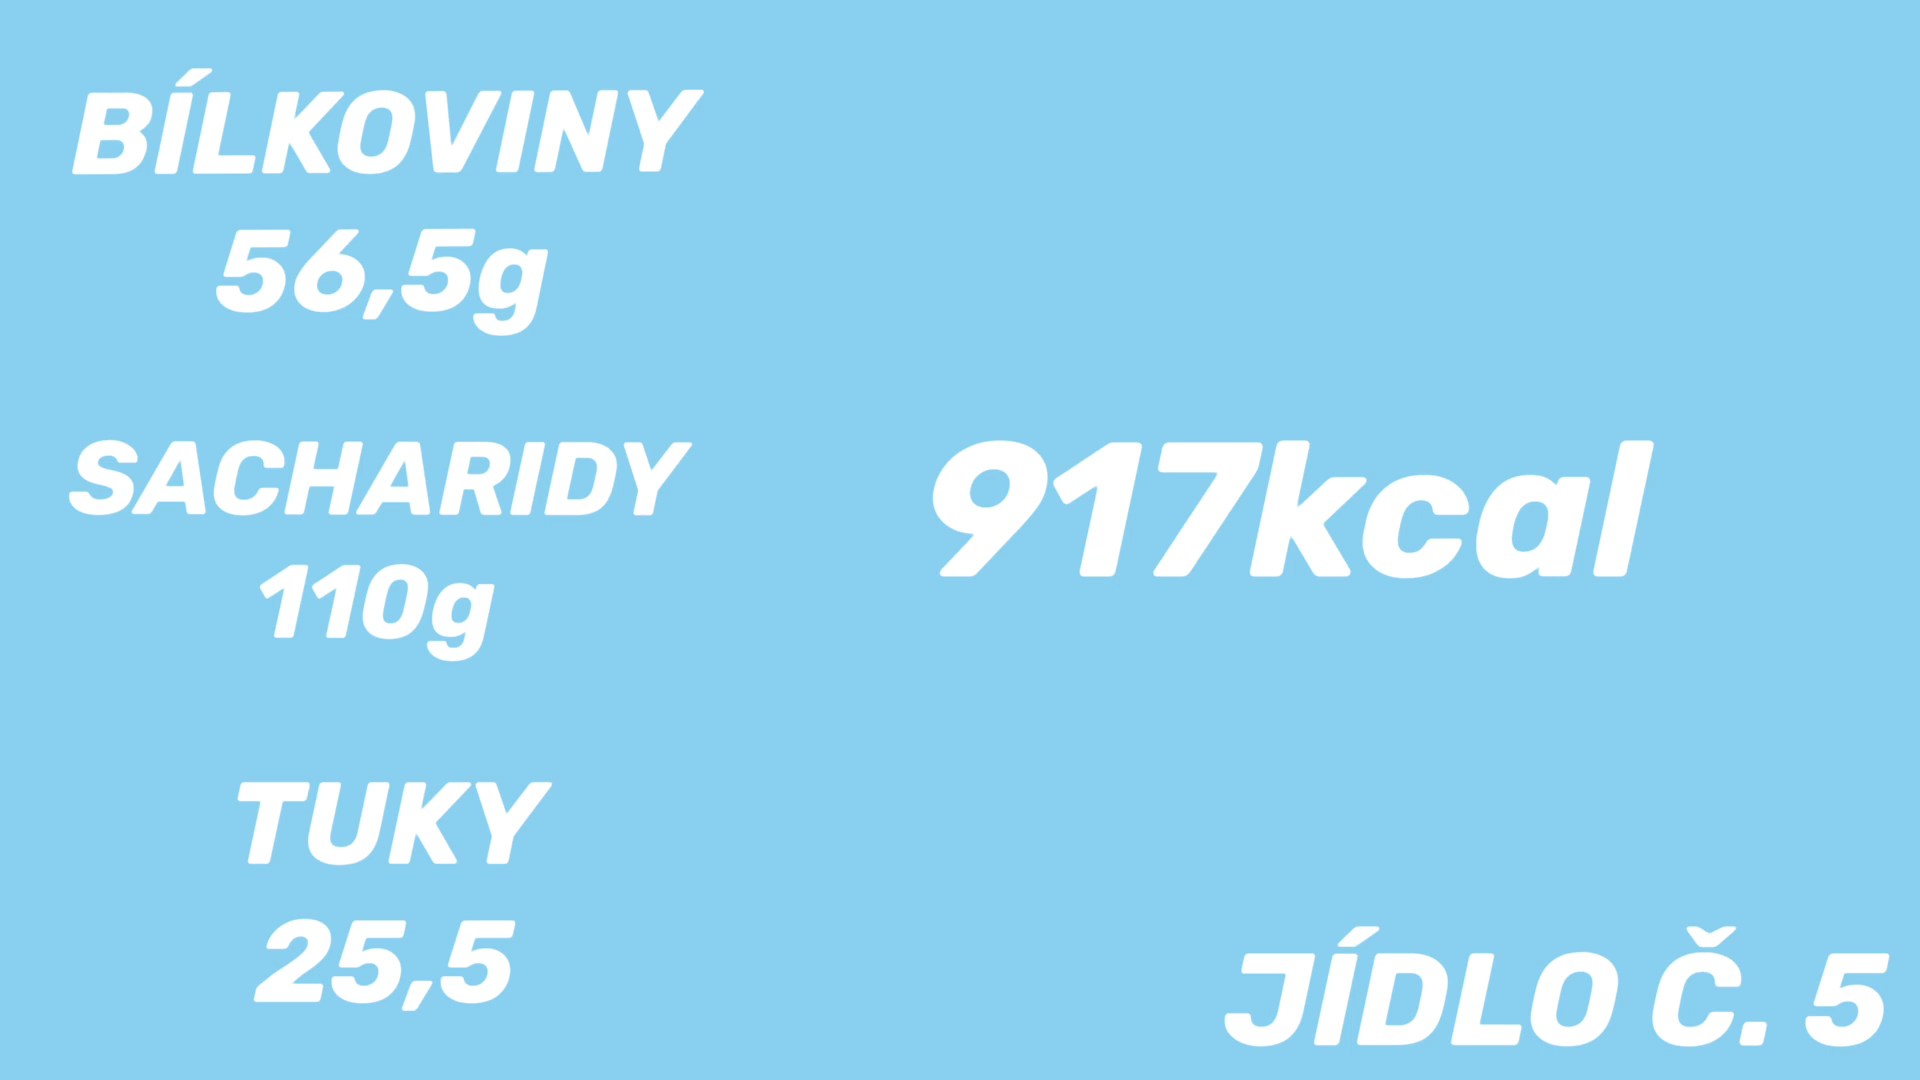 BÍLKOVINY
56,5g
SACHARIDY
110g
TUKY
25,5
917kcal
JÍDLO Č. 5